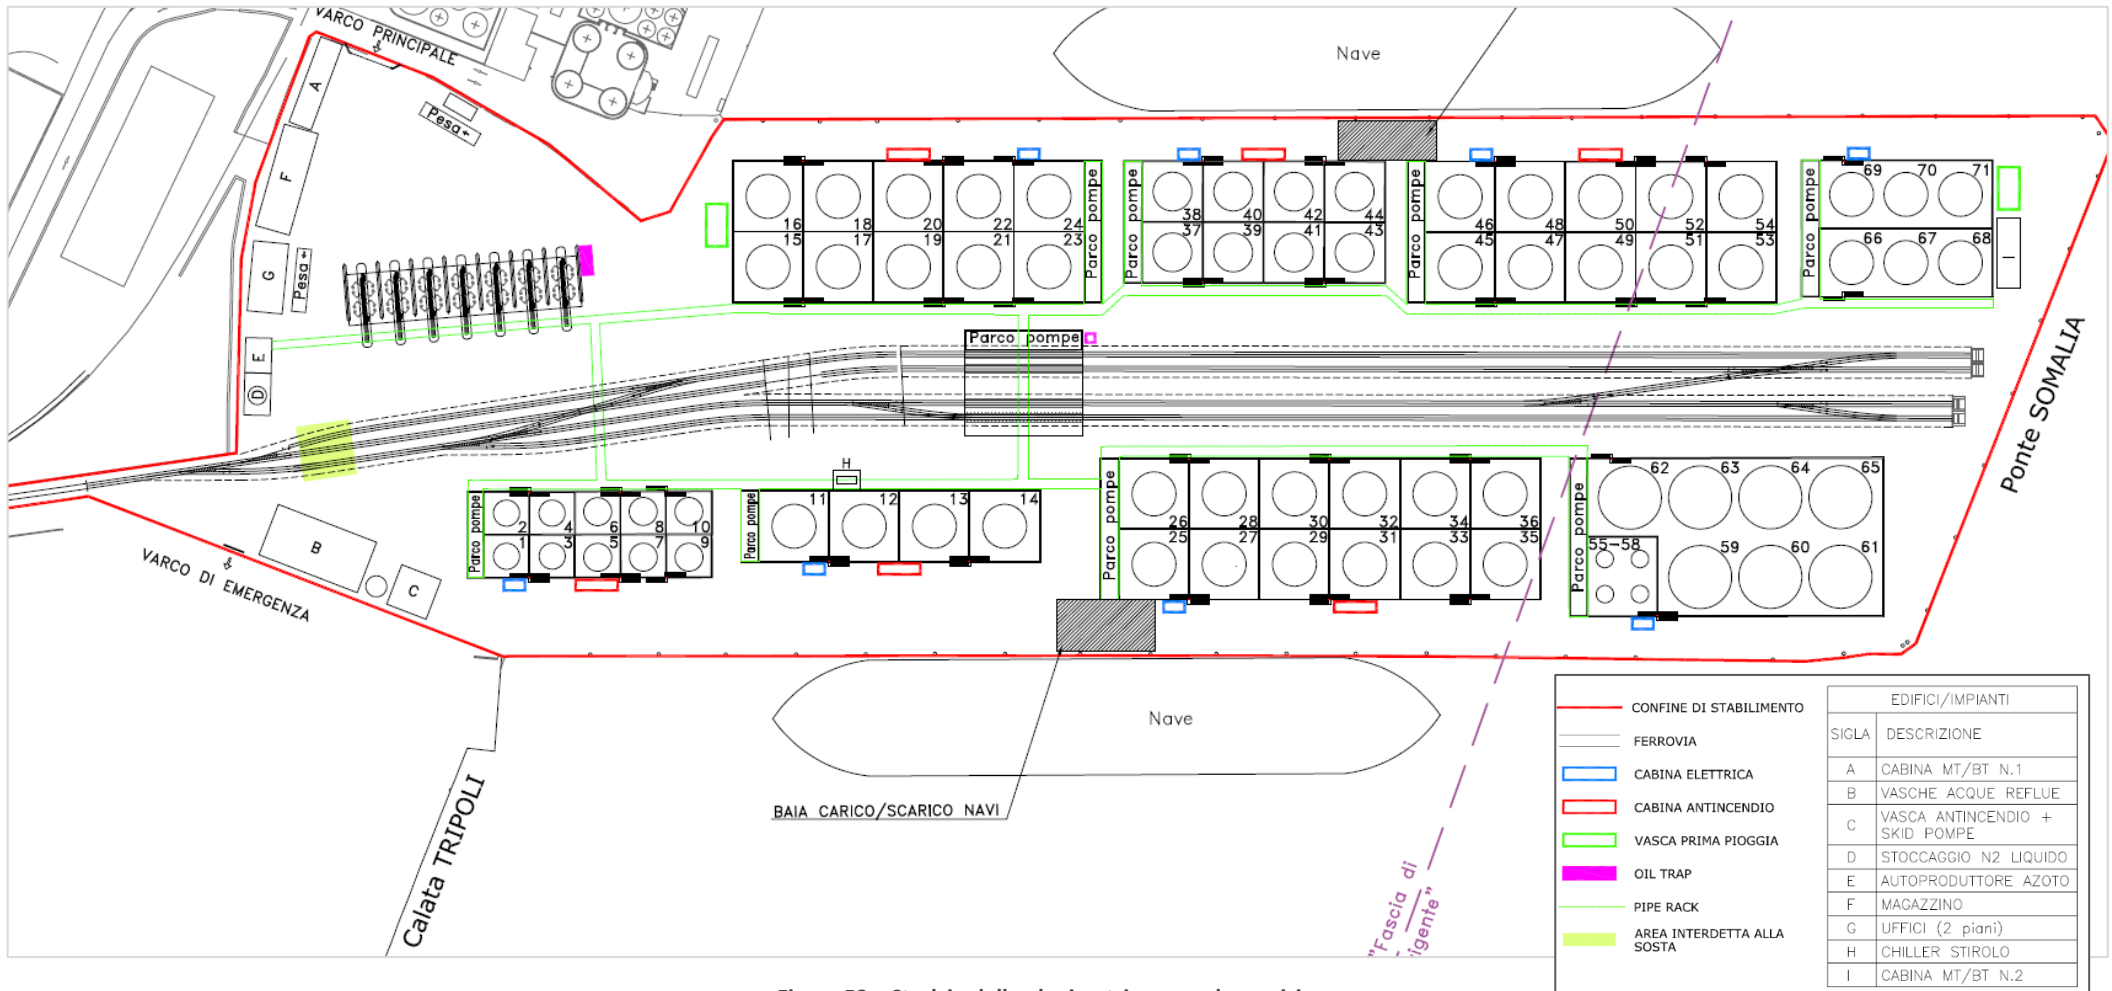 VARCO PRINCIPALE
Nave
A
Pesa
F
G
Pesa
E
D
16 18 20 22 24
15 17 19 21 23
Parco pompe
Parco pompe
38 40 42 44
37 39 41 43
Parco pompe
46 48 50 52 54
45 47 49 51 53
Parco pompe
69 70 71
66 67 68
I
Parco pompe
Ponte SOMALIA
H
Parco pompe
2 4 6 8 10
1 3 5 7 9
Parco pompe
11 12 13 14
Parco pompe
26 28 30 32 34 36
25 27 29 31 33 35
Parco pompe
62 63 64 65
55-58 59 60 61
B
C
VARCO DI EMERGENZA
Nave
BAIA CARICO/SCARICO NAVI
Calata TRIPOLI
"Fascia di
igente"
CONFINE DI STABILIMENTO
FERROVIA
CABINA ELETTRICA
CABINA ANTINCENDIO
VASCA PRIMA PIOGGIA
OIL TRAP
PIPE RACK
AREA INTERDETTA ALLA
SOSTA
EDIFICI/IMPIANTI
SIGLA DESCRIZIONE
A CABINA MT/BT N.1
B VASCHE ACQUE REFLUE
C VASCA ANTINCENDIO +
SKID POMPE
D STOCCAGGIO N2 LIQUIDO
E AUTOPRODUTTORE AZOTO
F MAGAZZINO
G UFFICI (2 piani)
H CHILLER STIROLO
I CABINA MT/BT N.2